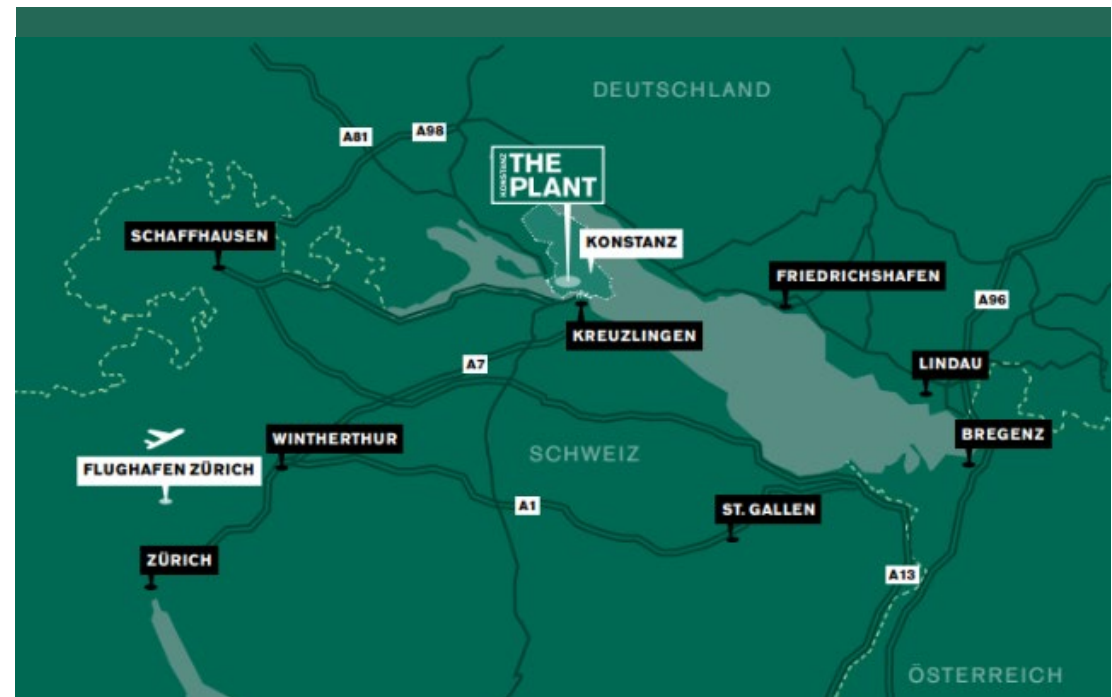 DEUTSCHLAND
A81
A98
KONSTANZ
THE
PLANT
SCHAFFHAUSEN
KONSTANZ
FRIEDRICHSHAFEN
A96
KREUZLINGEN
A7
LINDAU
WINTHERTHUR
SCHWEIZ
BREGENZ
FLUGHAFEN ZÜRICH
A1
ST. GALLEN
ZÜRICH
A13
ÖSTERREICH